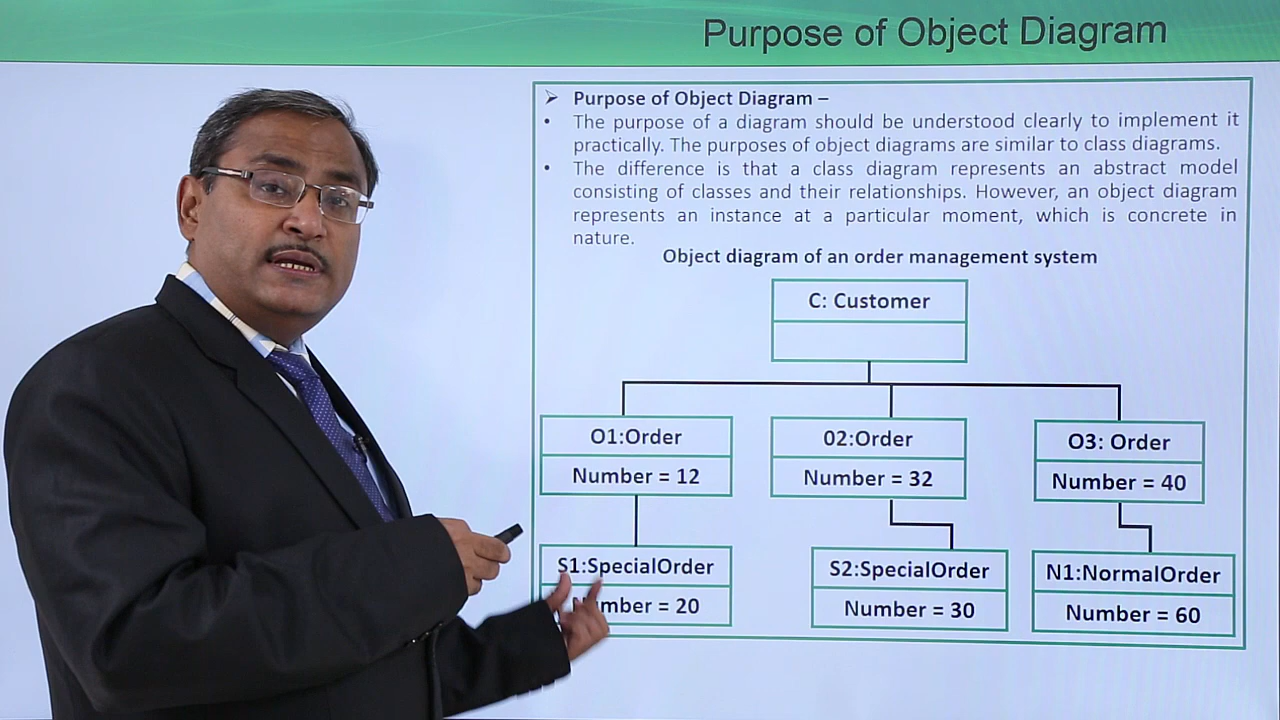 Purpose of Object Diagram
➢ Purpose of Object Diagram –
• The purpose of a diagram should be understood clearly to implement it
practically. The purposes of object diagrams are similar to class diagrams.
• The difference is that a class diagram represents an abstract model
consisting of classes and their relationships. However, an object diagram
represents an instance at a particular moment, which is concrete in
nature.
Object diagram of an order management system
C: Customer
O1:Order
Number = 12
02:Order
Number = 32
O3: Order
Number = 40
S1:SpecialOrder
umber = 20
S2:SpecialOrder
Number = 30
N1:NormalOrder
Number = 60